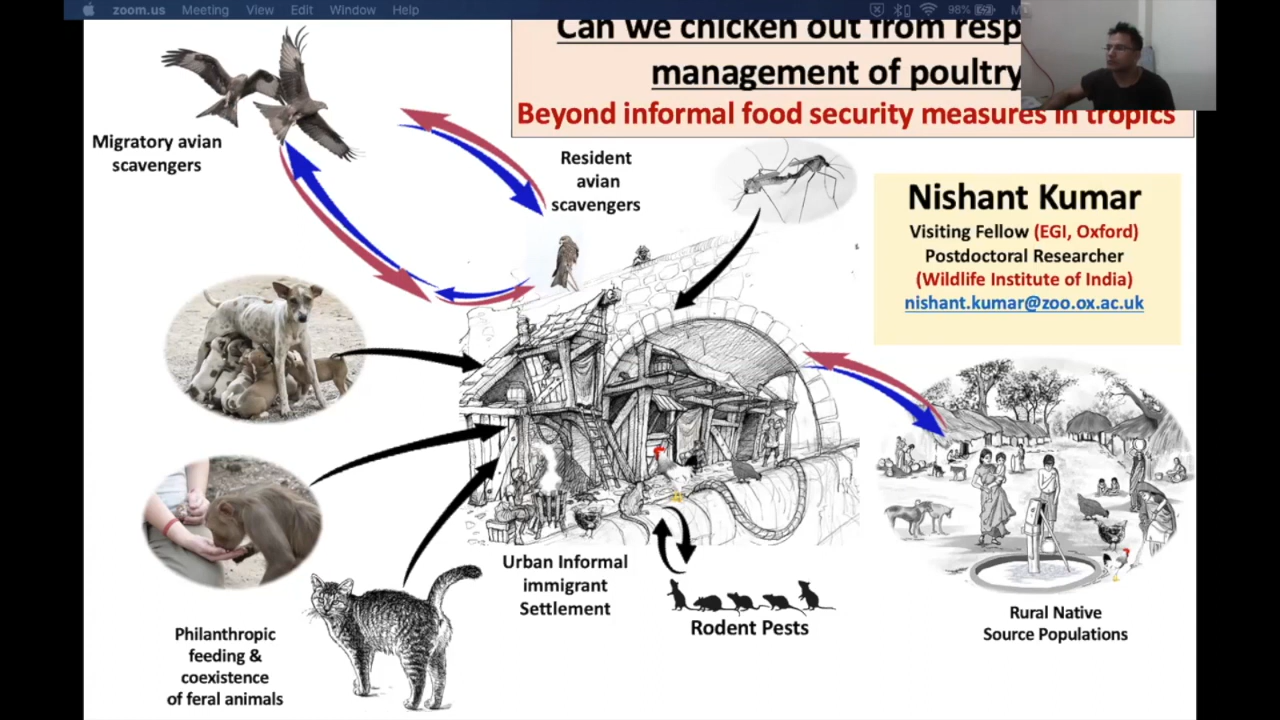 zoom.us Meeting View Edit Window Help 98%
Can we chicken out from resp
management of poultry
Beyond informal food security measures in tropics
Migratory avian
scavengers
Resident
avian
scavengers
Nishant Kumar
Visiting Fellow (EGI, Oxford)
Postdoctoral Researcher
(Wildlife Institute of India)
nishant.kumar@zoo.ox.ac.uk
Urban Informal
immigrant
Settlement
Rodent Pests
Rural Native
Source Populations
Philanthropic
feeding &
coexistence
of feral animals